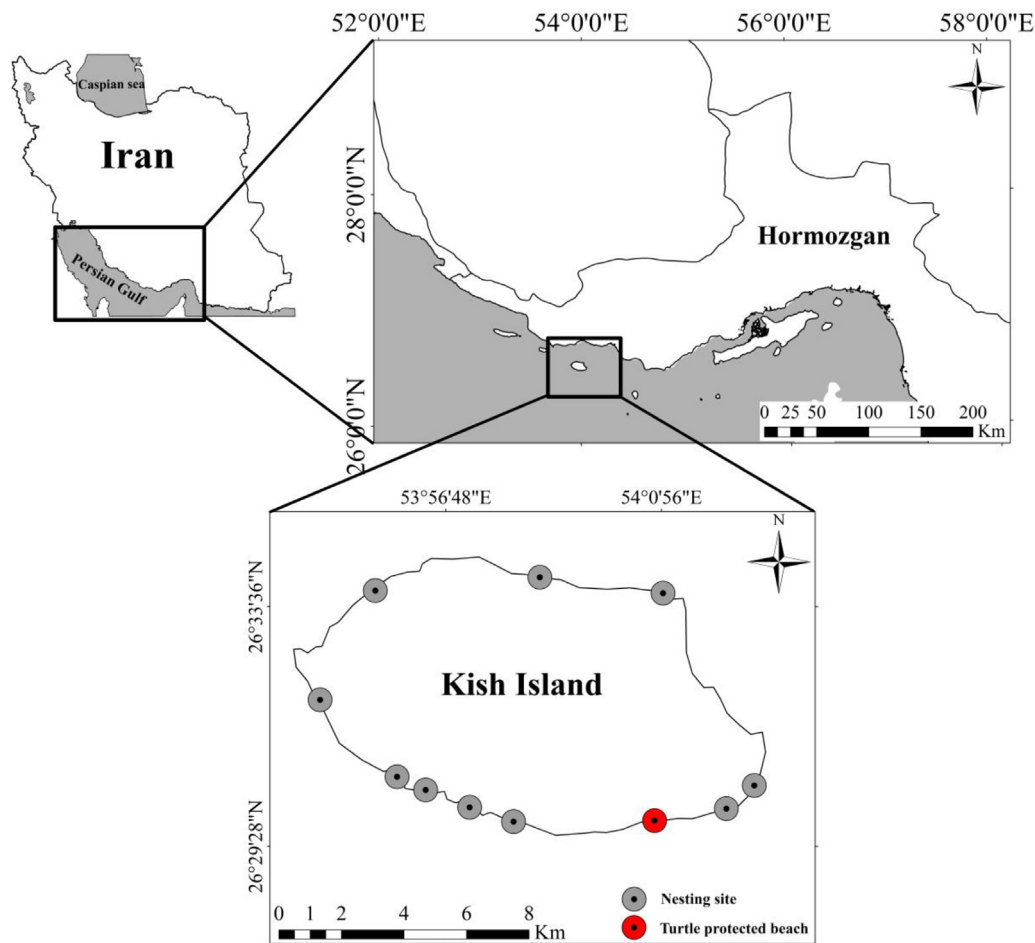 52°0'0"E
54°0'0"E
56°0'0"E
58°0'0"E
Caspian sea
Iran
Persian Gulf
N
28°0'0"N
26°0'0"N
Hormozgan
0 25 50 100 150 200
Km
53°56'48"E
54°0'56"E
N
26°33'36"N
26°29'28"N
Kish Island
0 1 2 4 6 8
Km
Nesting site
Turtle protected beach